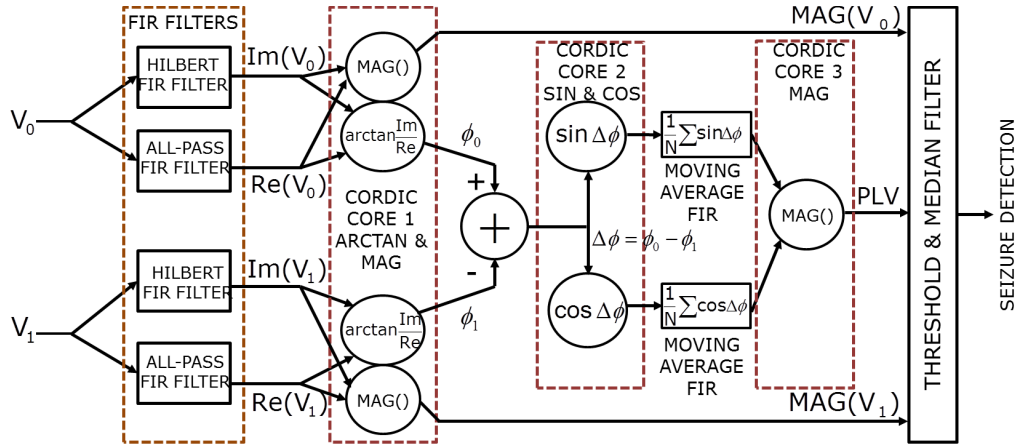 FIR FILTERS
MAG(V0)
Im(V0)
HILBERT
FIR FILTER
MAG()
CORDIC
CORE 2
SIN & COS
CORDIC
CORE 3
MAG
V0
arctan Im/Re
ϕ0
sin Δϕ
1/N ∑sinΔϕ
ALL-PASS
FIR FILTER
Re(V0)
MOVING
AVERAGE
FIR
+
CORDIC
CORE 1
ARCTAN &
MAG
+
MAG()
PLV
THRESHOLD & MEDIAN FILTER
SEIZURE DETECTION
Δϕ = ϕ0 − ϕ1
-
Im(V1)
HILBERT
FIR FILTER
V1
arctan Im/Re
ϕ1
cos Δϕ
1/N ∑cosΔϕ
MOVING
AVERAGE
FIR
ALL-PASS
FIR FILTER
Re(V1)
MAG()
MAG(V1)